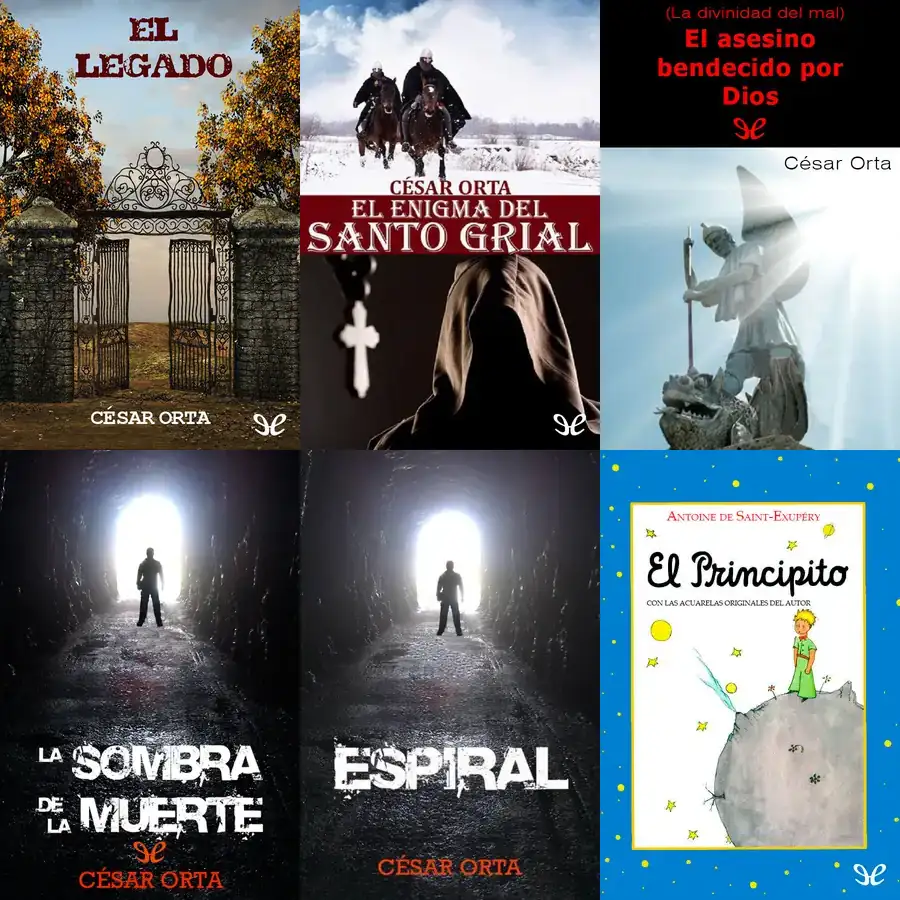 EL
LEGADO
CÉSAR ORTA
CÉSAR ORTA
EL ENIGMA DEL
SANTO GRIAL
(La divinidad del mal)
El asesino
bendecido por
Dios
César Orta
LA SOMBRA
DE LA MUERTE
CÉSAR ORTA
ESPIRAL
CÉSAR ORTA
ANTOINE DE SAINT-EXUPÉRY
El Principito
CON LAS ACUARELAS ORIGINALES DEL AUTOR